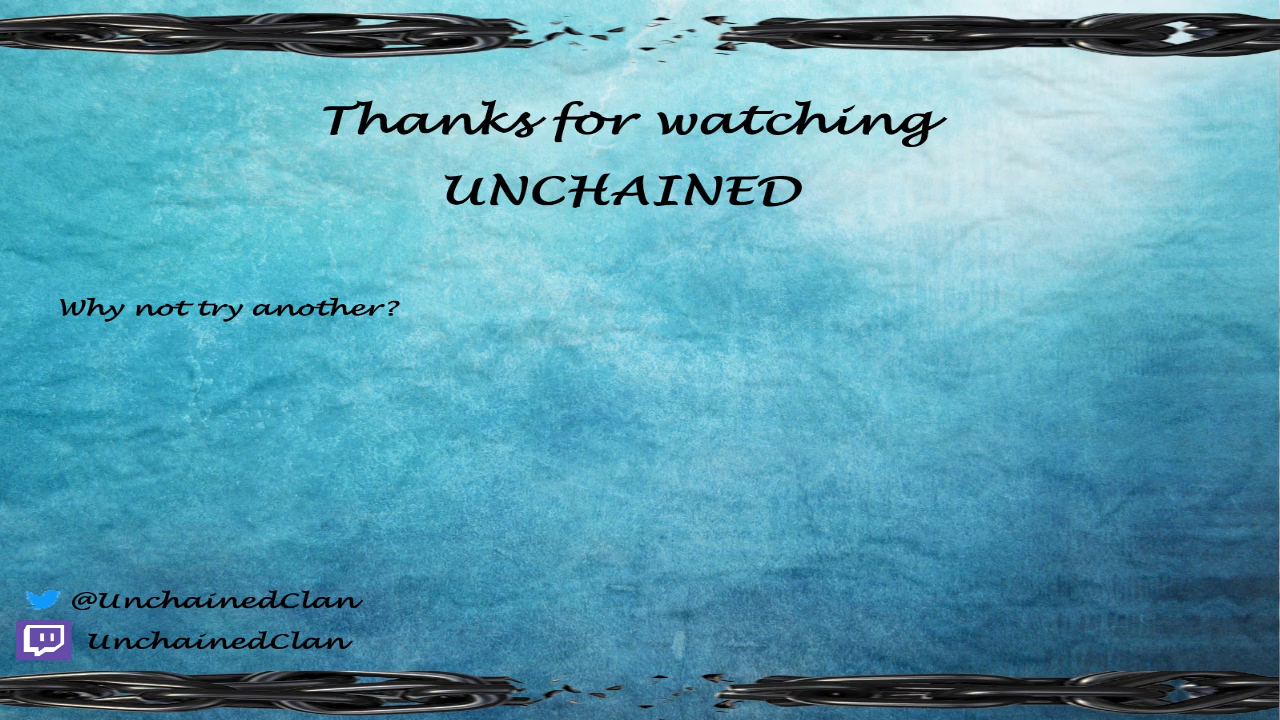 Thanks for watching
UNCHAINED
Why not try another?
@UnchainedClan
UnchainedClan